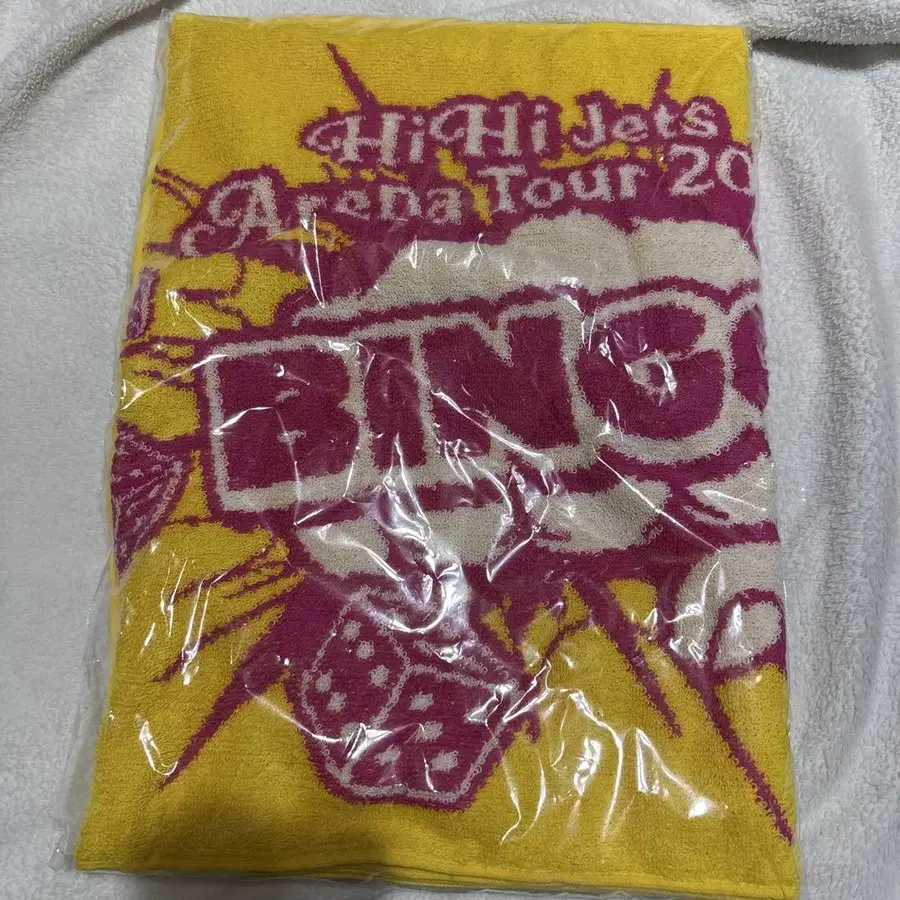 HiHi Jets
Arena Tour 20
BING